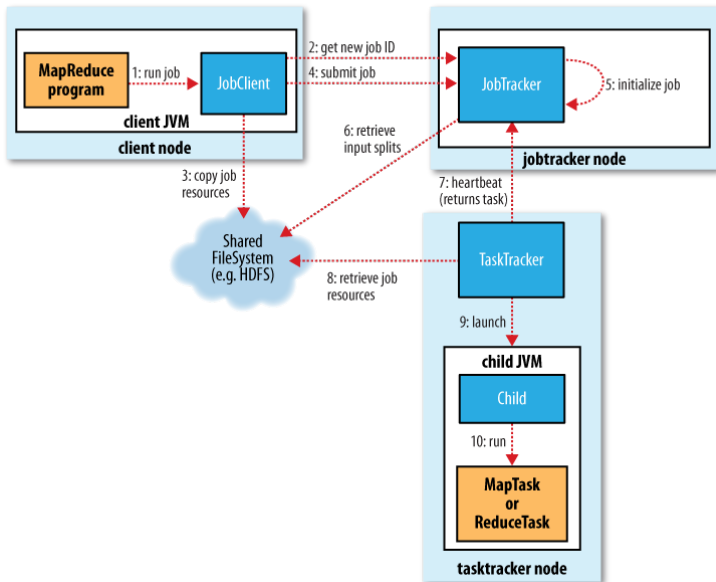 MapReduce
program
1: run job
JobClient
client JVM
client node
2: get new job ID
4: submit job
JobTracker
5: initialize job
jobtracker node
3: copy job
resources
6: retrieve
input splits
7: heartbeat
(returns task)
Shared
FileSystem
(e.g. HDFS)
8: retrieve job
resources
TaskTracker
9: launch
child JVM
Child
10: run
MapTask
or
ReduceTask
tasktracker node